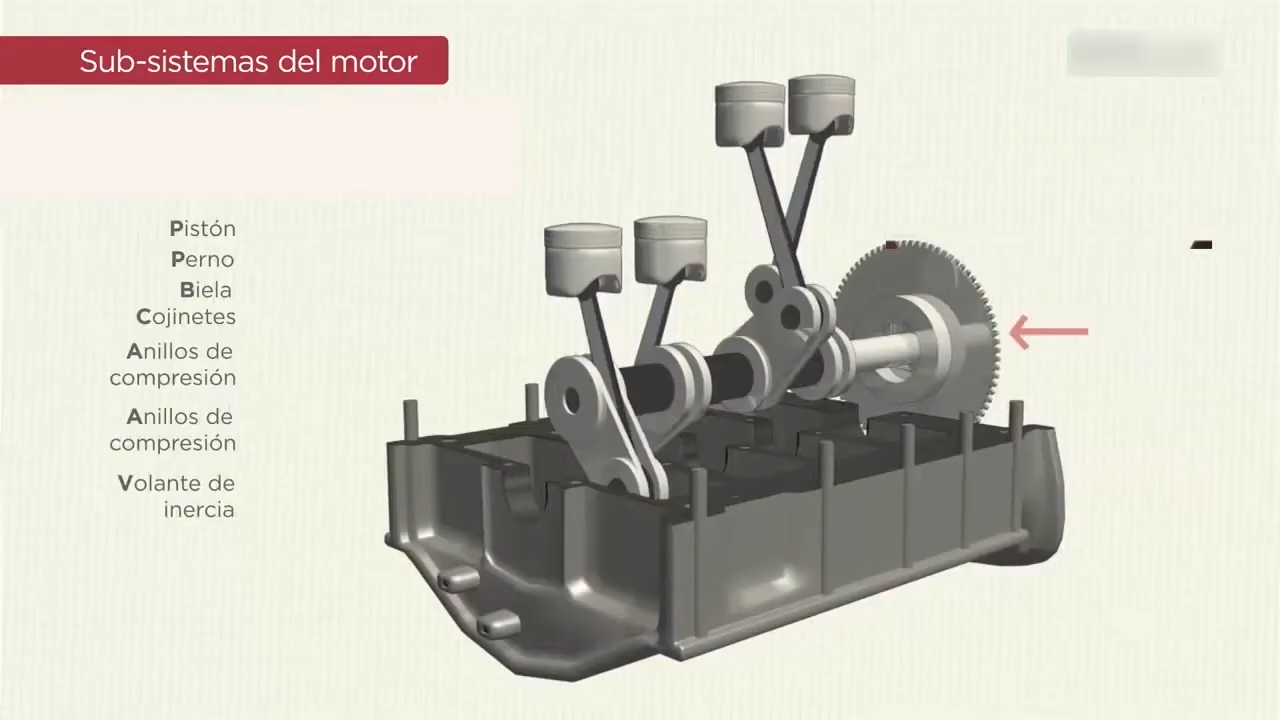 Sub-sistemas del motor
Pistón
Perno
Biela
Cojinetes
Anillos de
compresión
Anillos de
compresión
Volante de
inercia